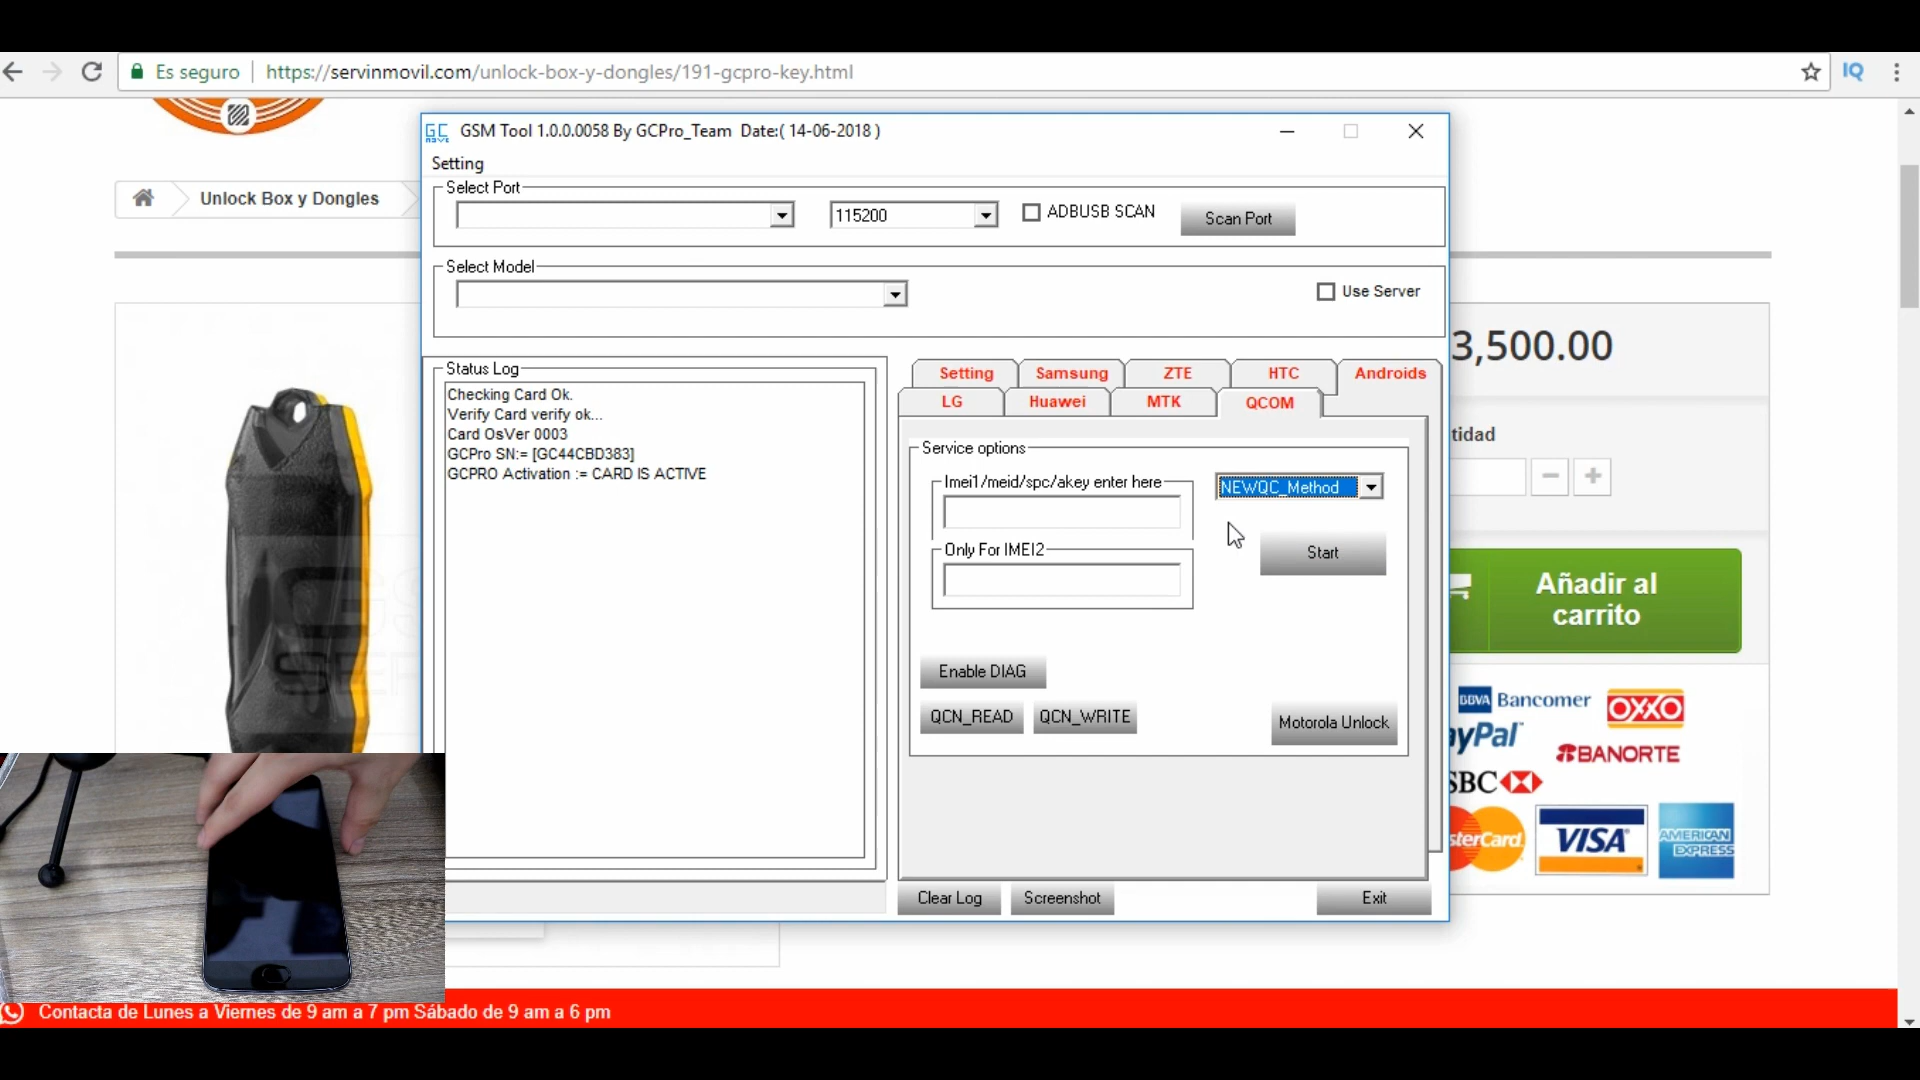 Es seguro https://servinmovil.com/unlock-box-y-dongles/191-gcpro-key.html
IQ
GC
MOVE
GSM Tool 1.0.0.0058 By GCPro_Team Date:( 14-06-2018 )
Setting
Select Port
115200
ADBUSB SCAN
Scan Port
Unlock Box y Dongles
Select Model
Use Server
3,500.00
Status Log
Checking Card Ok.
Verify Card verify ok...
Card OsVer 0003
GCPro SN:= [GC44CBD383]
GCPRO Activation := CARD IS ACTIVE
Setting
Samsung
ZTE
HTC
Androids
LG
Huawei
MTK
QCOM
tidad
Service options
Imei1/meid/spc/akey enter here
NEWQC_Method
Only For IMEI2
Start
Añadir al
carrito
Enable DIAG
QCN_READ
QCN_WRITE
Motorola Unlock
BBVA Bancomer
OXXO
ayPal
BANORTE
SBC
sterCard
VISA
AMERICAN
EXPRESS
Clear Log
Screenshot
Exit
Contacta de Lunes a Viernes de 9 am a 7 pm Sábado de 9 am a 6 pm